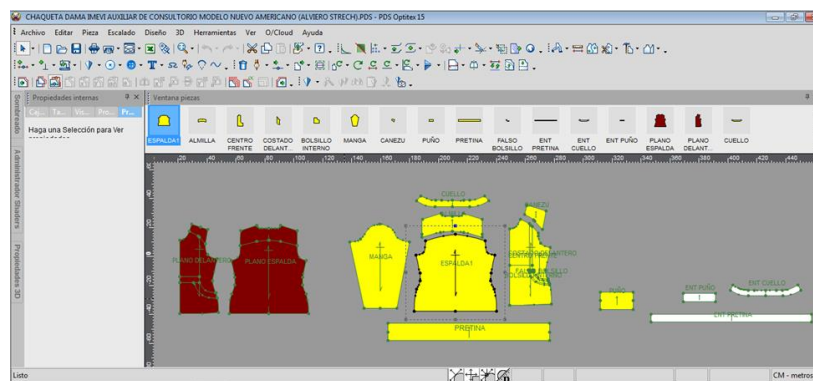 CHAQUETA DAMA IMEVI AUXILIAR DE CONSULTORIO MODELO NUEVO AMERICANO (ALVIERO STRECH).PDS - PDS Optitex 15
Archivo Editar Pieza Escalado Diseño 3D Herramientas Ver O/Cloud Ayuda
Propiedades internas
Ventana piezas
Haga una Selección para Ver
Sombreado
Administrador Shaders
Propiedades 3D
ESPALDA1 ALMILLA CENTRO FRENTE COSTADO DELANT... BOLSILLO INTERNO MANGA CANEZU PUÑO PRETINA FALSO BOLSILLO ENT PRETINA ENT CUELLO ENT PUÑO PLANO ESPALDA PLANO DELANT... CUELLO
CUELLO
PLANO DELANTERO
PLANO ESPALDA
MANGA
ESPALDA1
PRETINA
PUÑO
ENT PUÑO
ENT CUELLO
ENT PRETINA
Listo
CM - metros